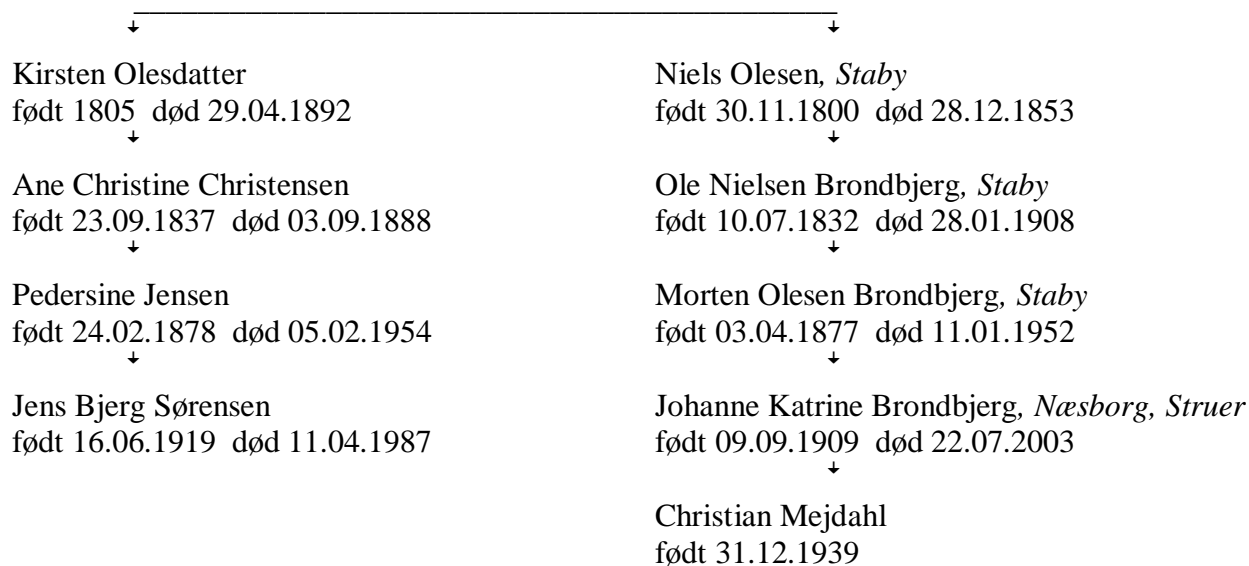 Kirsten Olesdatter
født 1805 død 29.04.1892
Ane Christine Christensen
født 23.09.1837 død 03.09.1888
Pedersine Jensen
født 24.02.1878 død 05.02.1954
Jens Bjerg Sørensen
født 16.06.1919 død 11.04.1987
Niels Olesen, Staby
født 30.11.1800 død 28.12.1853
Ole Nielsen Brondbjerg, Staby
født 10.07.1832 død 28.01.1908
Morten Olesen Brondbjerg, Staby
født 03.04.1877 død 11.01.1952
Johanne Katrine Brondbjerg, Næsborg, Struer
født 09.09.1909 død 22.07.2003
Christian Mejdahl
født 31.12.1939